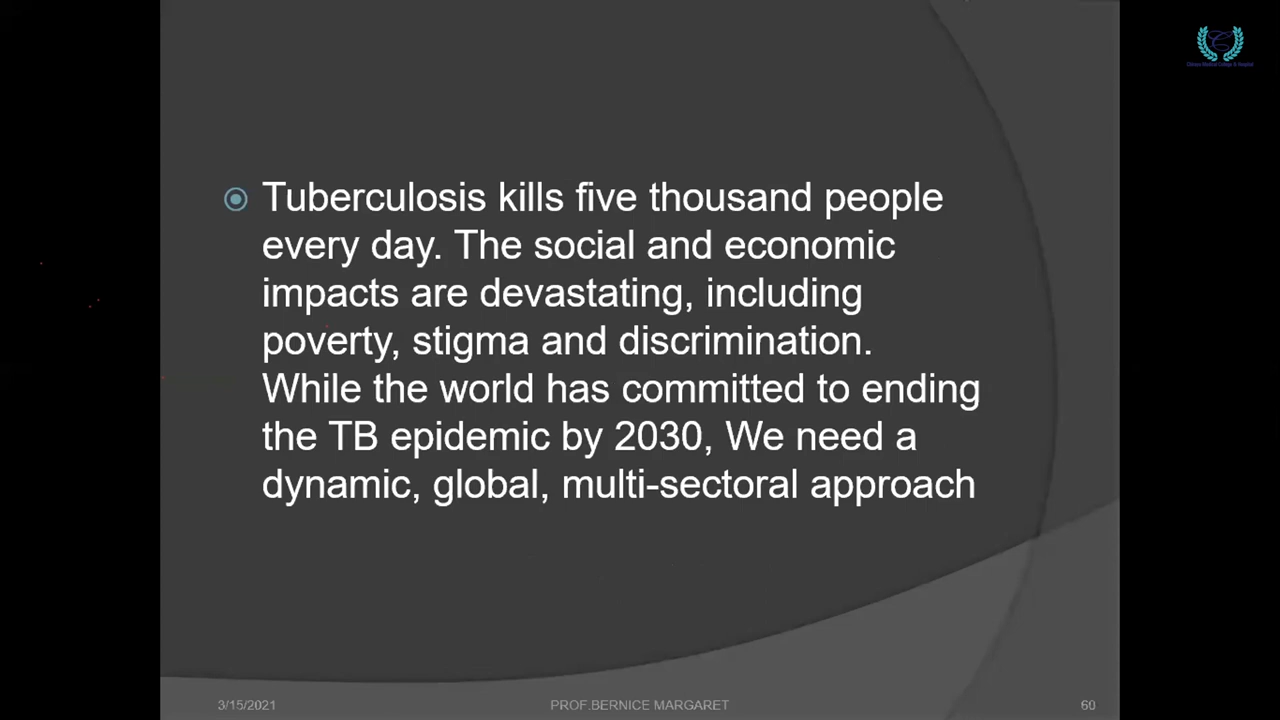 Tuberculosis kills five thousand people
every day. The social and economic
impacts are devastating, including
poverty, stigma and discrimination.
While the world has committed to ending
the TB epidemic by 2030, We need a
dynamic, global, multi-sectoral approach
3/15/2021
PROF.BERNICE MARGARET
60